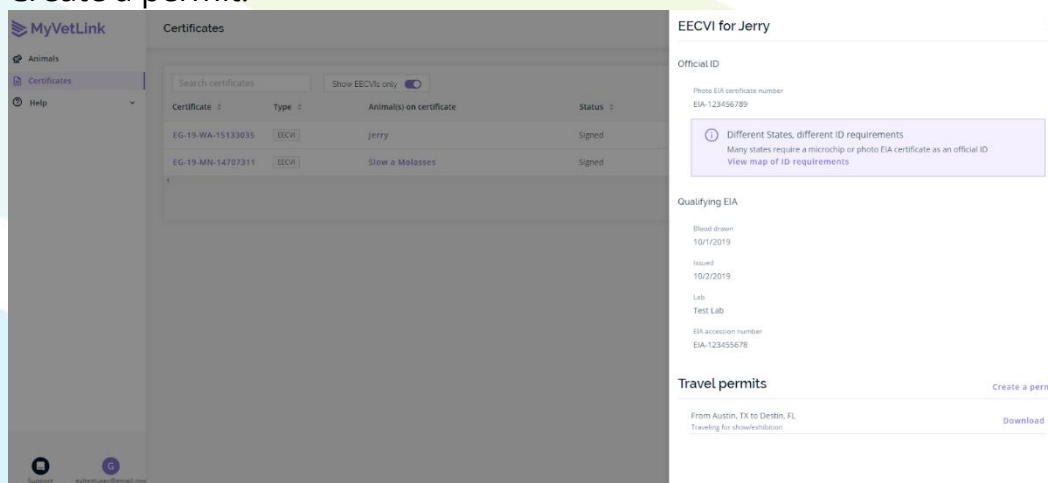 Create a permit.
MyVetLink
Animals
Certificates
Help
Support
G
Certificates
Search certificates
Show EECVIs only
Certificate
Type
Animal(s) on certificate
Status
EG-19-WA-15133035
EECVI
Jerry
Signed
EG-19-MN-14707311
EECVI
Slow a Molasses
Signed
EECVI for Jerry
Official ID
Photo EIA certificate number
EIA-123456789
Different States, different ID requirements
Many states require a microchip or photo EIA certificate as an official ID
View map of ID requirements
Qualifying EIA
Blood drawn
10/1/2019
Issued
10/2/2019
Lab
Test Lab
EIA accession number
EIA-123455678
Travel permits
Create a perm
From Austin, TX to Destin, FL
Traveling for show/exhibition
Download